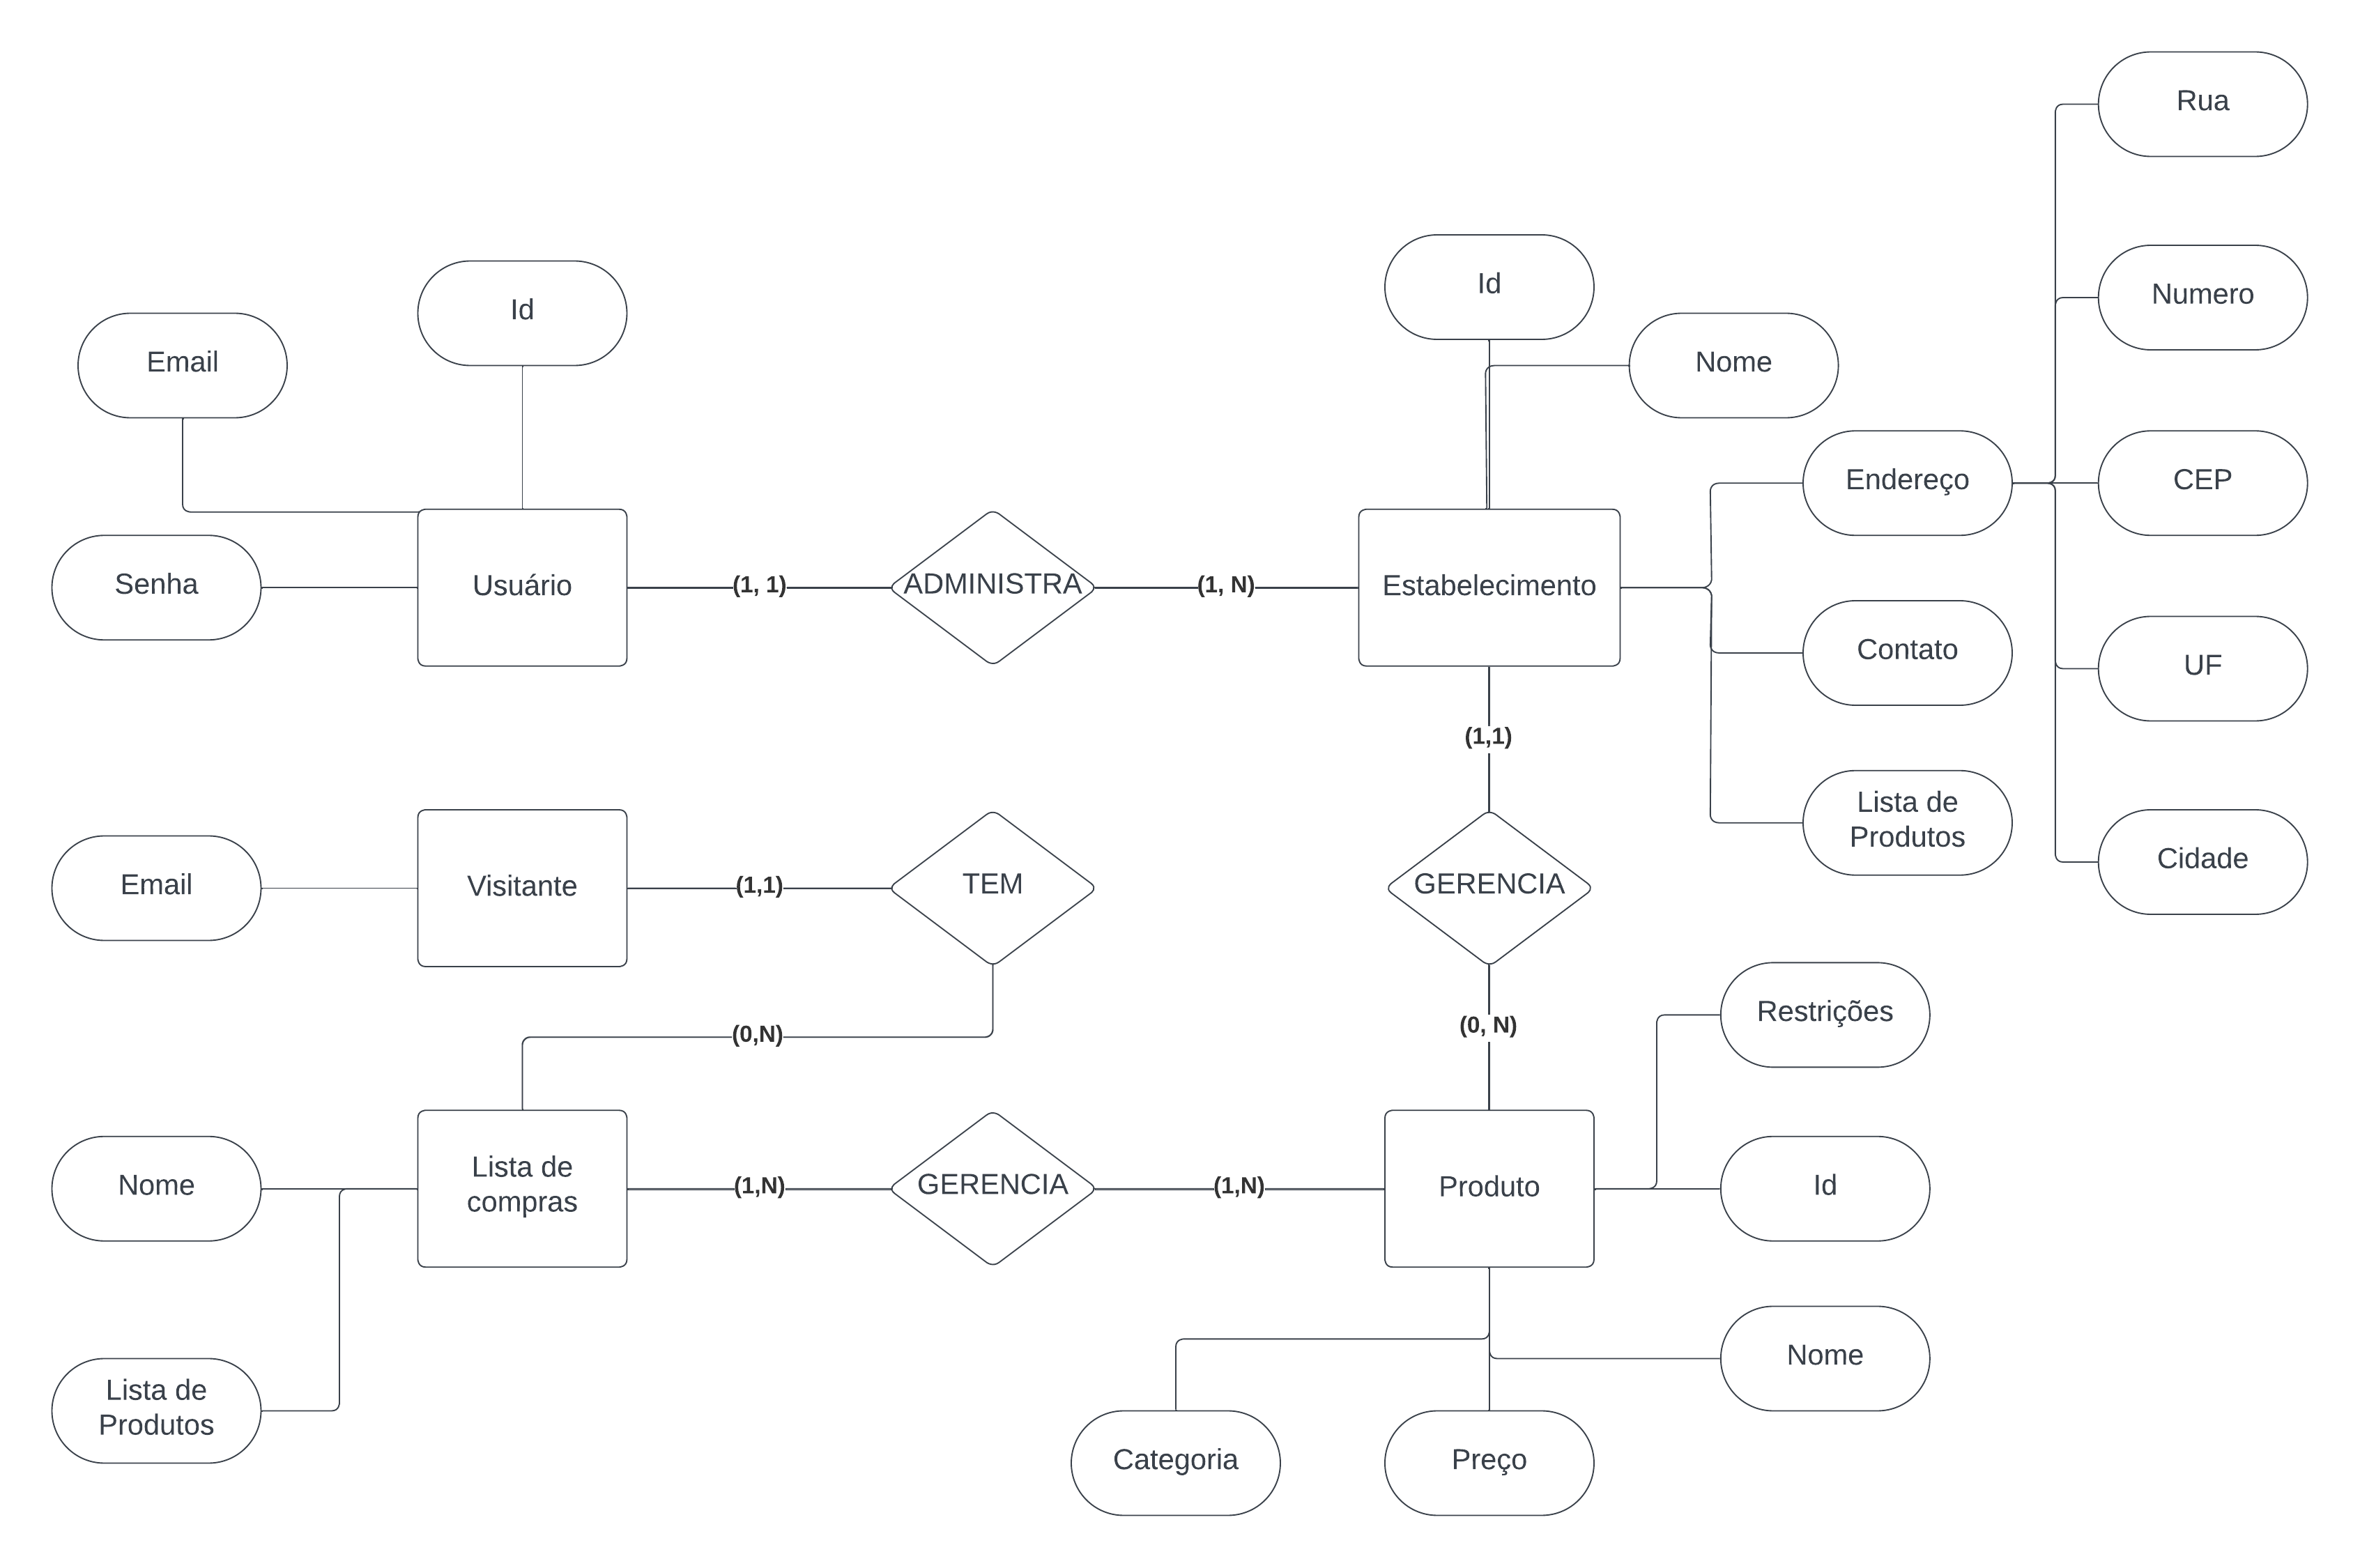 Rua
Id
Numero
Id
Email
Nome
Endereço
CEP
Senha
Usuário
(1, 1)
ADMINISTRA
(1, N)
Estabelecimento
Contato
UF
(1,1)
Lista de
Produtos
Cidade
Email
Visitante
(1,1)
TEM
GERENCIA
(0,N)
(0, N)
Restrições
Nome
Lista de
compras
(1,N)
GERENCIA
(1,N)
Produto
Id
Nome
Lista de
Produtos
Categoria
Preço